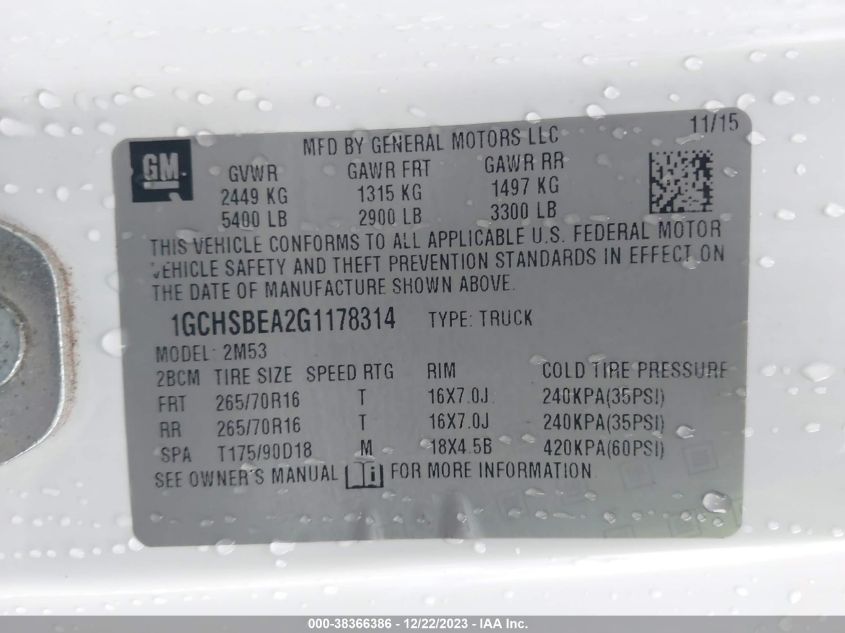 MFD BY GENERAL MOTORS LLC 11/15
GM
GVWR GAWR FRT GAWR RR
2449 KG 1315 KG 1497 KG
5400 LB 2900 LB 3300 LB
THIS VEHICLE CONFORMS TO ALL APPLICABLE U.S. FEDERAL MOTOR
VEHICLE SAFETY AND THEFT PREVENTION STANDARDS IN EFFECT ON
THE DATE OF MANUFACTURE SHOWN ABOVE.
1GCHSBEA2G1178314 TYPE: TRUCK
MODEL: 2M53
2BCM TIRE SIZE SPEED RTG RIM COLD TIRE PRESSURE
FRT 265/70R16 T 16X7.0J 240KPA(35PSI)
RR 265/70R16 T 16X7.0J 240KPA(35PSI)
SPA T175/90D18 M 18X4.5B 420KPA(60PSI)
SEE OWNER'S MANUAL i FOR MORE INFORMATION.
000-38366386 - 12/22/2023 - IAA Inc.